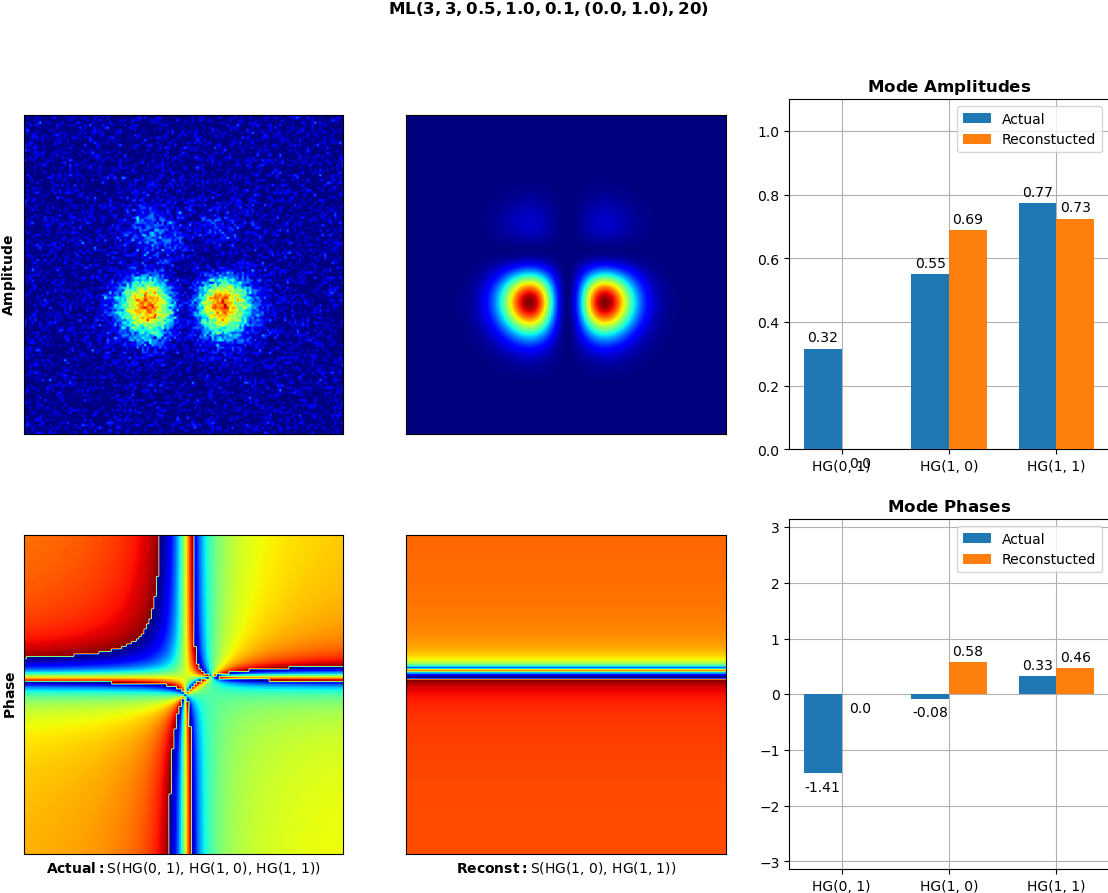 ML(3, 3, 0.5, 1.0, 0.1, (0.0, 1.0), 20)
Amplitude
Mode Amplitudes
Actual
Reconstucted
1.0
0.8
0.6
0.4
0.2
0.0
0.32
0.0
0.55
0.69
0.77
0.73
HG(0, 1)
HG(1, 0)
HG(1, 1)
Phase
Actual: S(HG(0, 1), HG(1, 0), HG(1, 1))
Reconst: S(HG(1, 0), HG(1, 1))
Mode Phases
Actual
Reconstucted
3
2
1
0
−1
−2
−3
-1.41
0.0
-0.08
0.58
0.33
0.46
HG(0, 1)
HG(1, 0)
HG(1, 1)